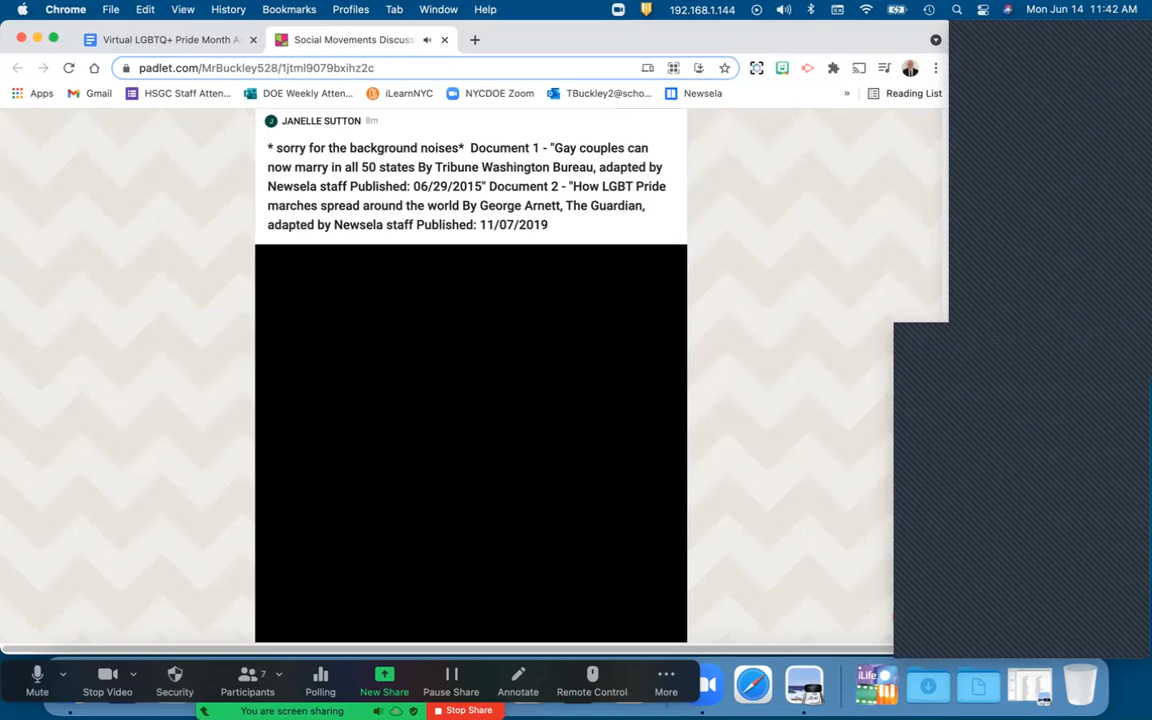 Chrome File Edit View History Bookmarks Profiles Tab Window Help 192.168.1.144 Mon Jun 14 11:42 AM
Virtual LGBTQ+ Pride Month A Social Movements Discuss
padlet.com/MrBuckley528/1jtml9079bxihz2c
Apps Gmail HSGC Staff Atten... DOE Weekly Atten... iLearnNYC NYCDOE Zoom TBuckley2@scho... Newsela » Reading List
J JANELLE SUTTON 8m
* sorry for the background noises* Document 1 - "Gay couples can
now marry in all 50 states By Tribune Washington Bureau, adapted by
Newsela staff Published: 06/29/2015" Document 2 - "How LGBT Pride
marches spread around the world By George Arnett, The Guardian,
adapted by Newsela staff Published: 11/07/2019
Mute Stop Video Security Participants 7 Polling New Share Pause Share Annotate Remote Control More
You are screen sharing Stop Share
iLife